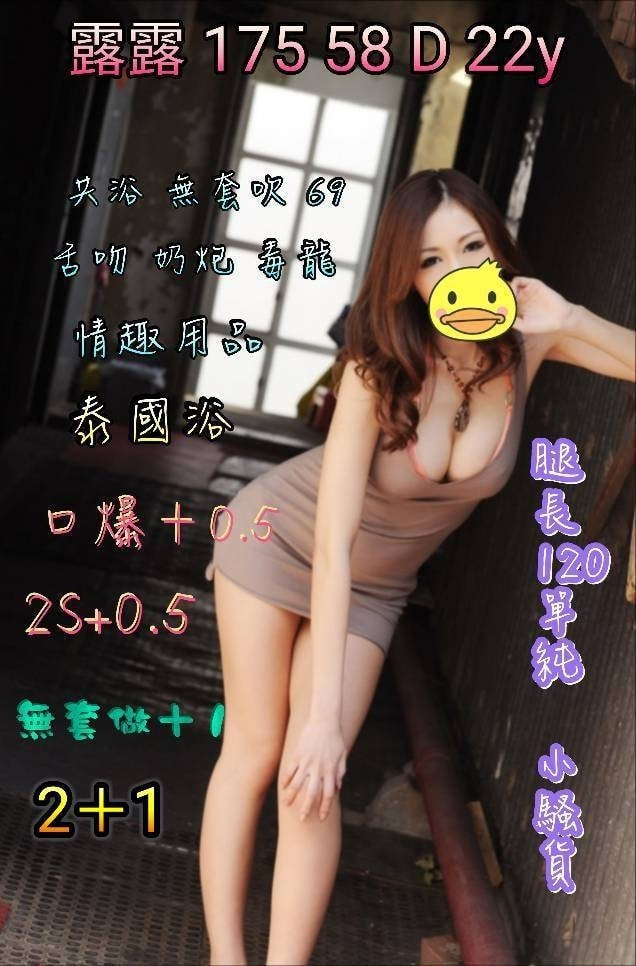 露露 175 58 D 22y
共浴 無套吹 69
舌吻 奶炮 毒龍
情趣用品
泰國浴
口爆+0.5
2S+0.5
無套做+1
2+1
腿長120單純
小騷貨